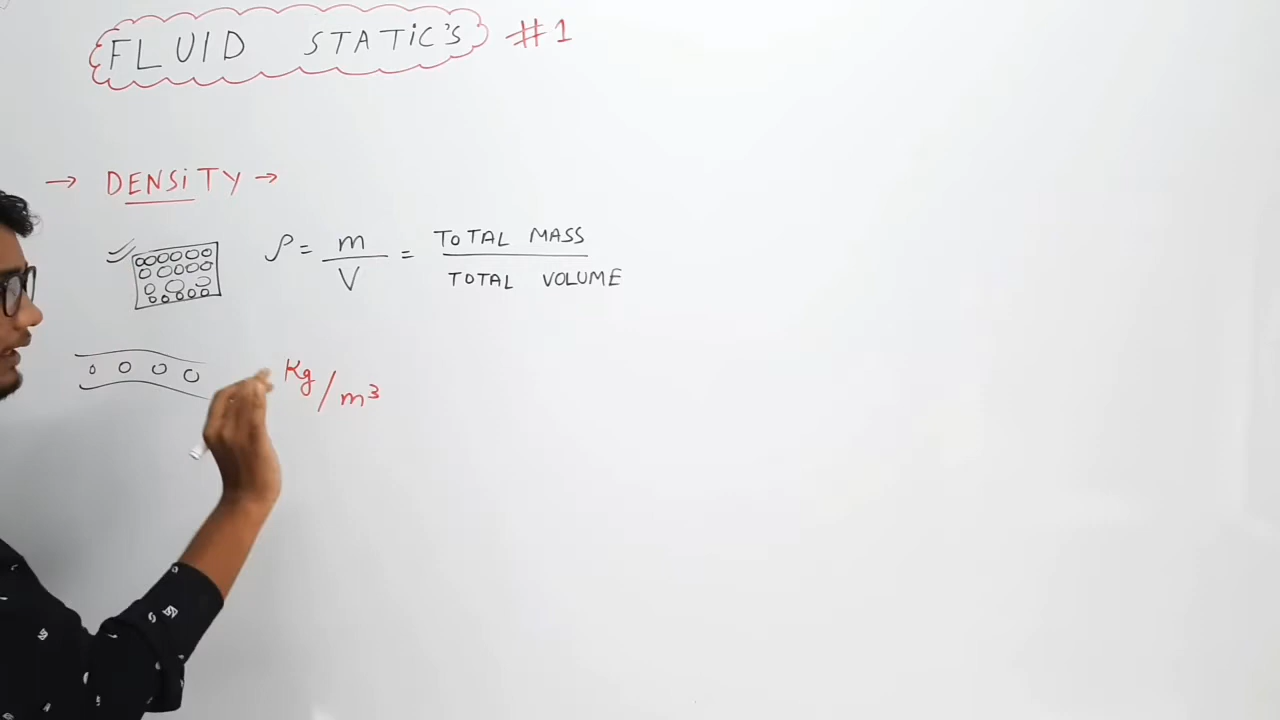 FLUID STATiC'S #1
→ DENSiTY →
ρ = m/V = TOTAL MASS / TOTAL VOLUME
Kg/m³